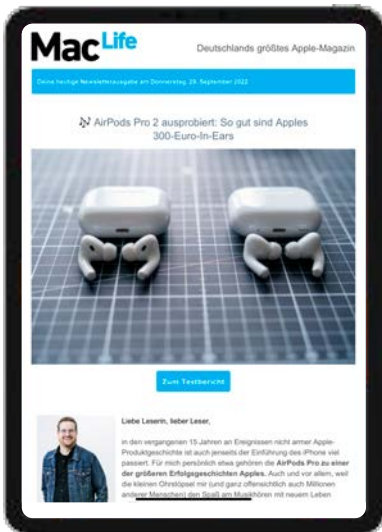 Mac Life
Deutschlands größtes Apple-Magazin
Deine heutige Newsletterausgabe am Donnerstag, 29. September 2022
AirPods Pro 2 ausprobiert: So gut sind Apples
300-Euro-In-Ears
Zum Testbericht
Liebe Leserin, lieber Leser,
in den vergangenen 15 Jahren an Ereignissen nicht armer Apple-
Produktgeschichte ist auch jenseits der Einführung des iPhone viel
passiert. Für mich persönlich etwa gehören die AirPods Pro zu einer
der größeren Erfolgsgeschichten Apples. Auch und vor allem, weil
die kleinen Ohrstöpsel mir (und ganz offensichtlich auch Millionen
anderer Menschen) den Spaß am Musikhören mit neuem Leben